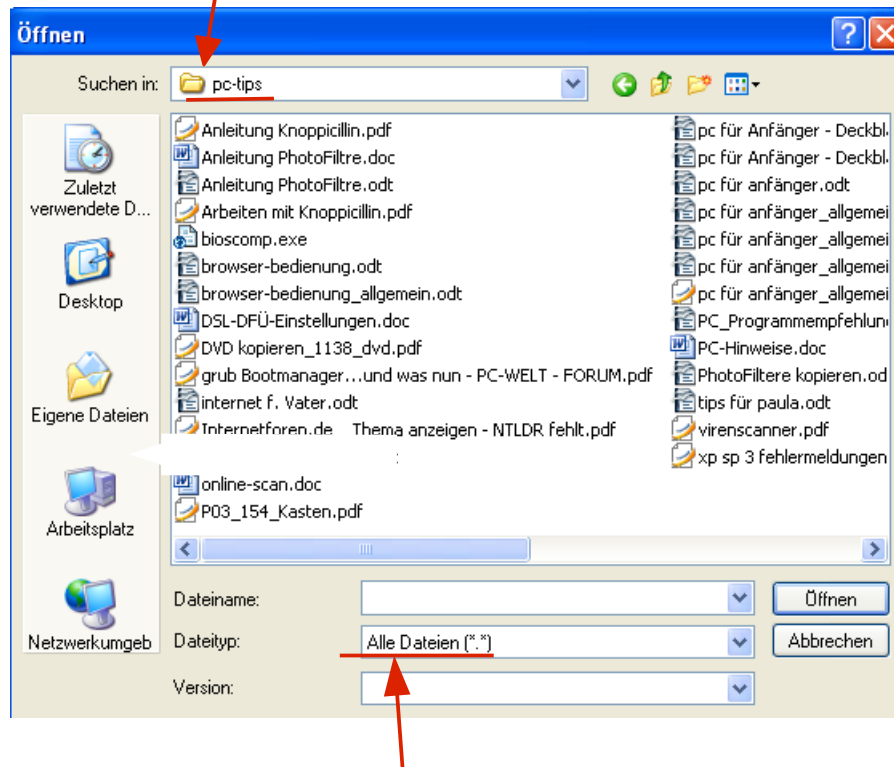 Öffnen
Suchen in:
pc-tips
Zuletzt
verwendete D...
Desktop
Eigene Dateien
Arbeitsplatz
Netzwerkumgeb
Anleitung Knoppicillin.pdf
Anleitung PhotoFiltre.doc
Anleitung PhotoFiltre.odt
Arbeiten mit Knoppicillin.pdf
bioscomp.exe
browser-bedienung.odt
browser-bedienung_allgemein.odt
DSL-DFÜ-Einstellungen.doc
DVD kopieren_1138_dvd.pdf
grub Bootmanager...und was nun - PC-WELT - FORUM.pdf
internet f. Vater.odt
Internetforen.de Thema anzeigen - NTLDR fehlt.pdf
online-scan.doc
P03_154_Kasten.pdf
pc für Anfänger - Deckbl
pc für Anfänger - Deckbl
pc für anfänger.odt
pc für anfänger_allgemei
pc für anfänger_allgemei
pc für anfänger_allgemei
pc für anfänger_allgemei
PC_Programmempfehlun
PC-Hinweise.doc
PhotoFiltere kopieren.od
tips für paula.odt
virenscanner.pdf
xp sp 3 fehlermeldungen
Dateiname:
Öffnen
Dateityp:
Alle Dateien (*.*)
Abbrechen
Version: